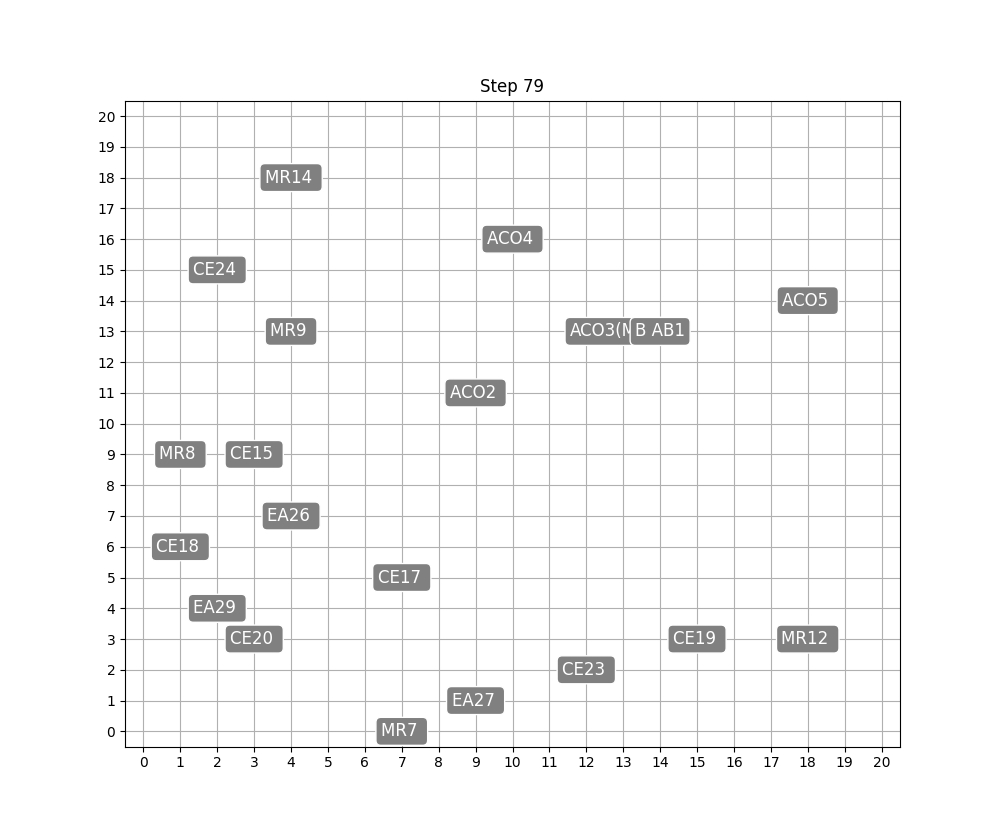 Step 79
20
19
18 MR14
17
16 ACO4
15 CE24
14 ACO5
13 MR9 ACO3(M B AB1
12
11 ACO2
10
9 MR8 CE15
8
7 EA26
6 CE18
5 CE17
4 EA29
3 CE20 CE19 MR12
2 CE23
1 EA27
0 MR7
0 1 2 3 4 5 6 7 8 9 10 11 12 13 14 15 16 17 18 19 20